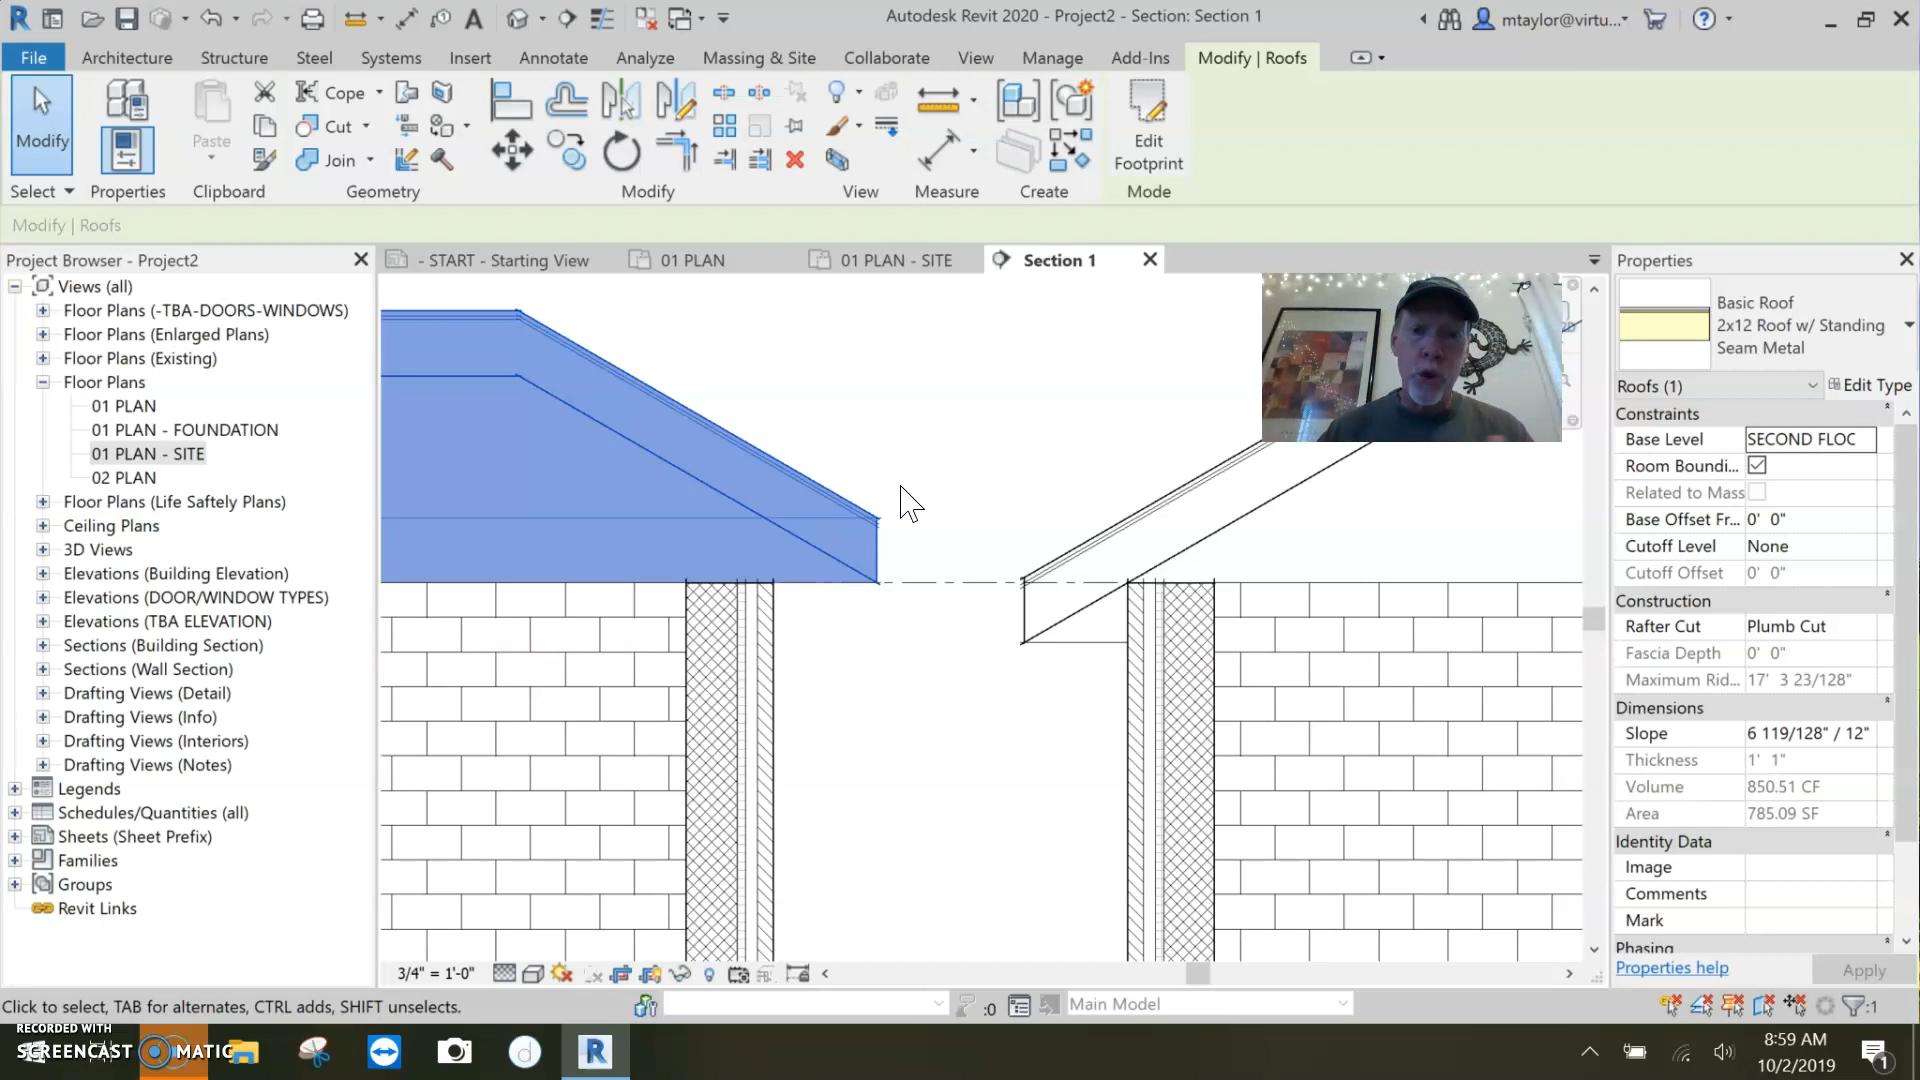 Autodesk Revit 2020 - Project2 - Section: Section 1
mtaylor@virtu...
File Architecture Structure Steel Systems Insert Annotate Analyze Massing & Site Collaborate View Manage Add-Ins Modify | Roofs
Modify
Paste
Cope
Cut
Join
Edit
Footprint
Select Properties Clipboard Geometry Modify View Measure Create Mode
Modify | Roofs
Project Browser - Project2
- START - Starting View
01 PLAN
01 PLAN - SITE
Section 1
Properties
Views (all)
Floor Plans (-TBA-DOORS-WINDOWS)
Floor Plans (Enlarged Plans)
Floor Plans (Existing)
Floor Plans
01 PLAN
01 PLAN - FOUNDATION
01 PLAN - SITE
02 PLAN
Floor Plans (Life Saftely Plans)
Ceiling Plans
3D Views
Elevations (Building Elevation)
Elevations (DOOR/WINDOW TYPES)
Elevations (TBA ELEVATION)
Sections (Building Section)
Sections (Wall Section)
Drafting Views (Detail)
Drafting Views (Info)
Drafting Views (Interiors)
Drafting Views (Notes)
Legends
Schedules/Quantities (all)
Sheets (Sheet Prefix)
Families
Groups
Revit Links
Basic Roof
2x12 Roof w/ Standing
Seam Metal
Roofs (1) Edit Type
Constraints
Base Level SECOND FLOC
Room Boundi...
Related to Mass
Base Offset Fr... 0' 0"
Cutoff Level None
Cutoff Offset 0' 0"
Construction
Rafter Cut Plumb Cut
Fascia Depth 0' 0"
Maximum Rid... 17' 3 23/128"
Dimensions
Slope 6 119/128" / 12"
Thickness 1' 1"
Volume 850.51 CF
Area 785.09 SF
Identity Data
Image
Comments
Mark
Phasing
Properties help Apply
3/4" = 1'-0"
Click to select, TAB for alternates, CTRL adds, SHIFT unselects.
:0
Main Model
:1
RECORDED WITH
SCREENCAST MATIC
8:59 AM
10/2/2019
1